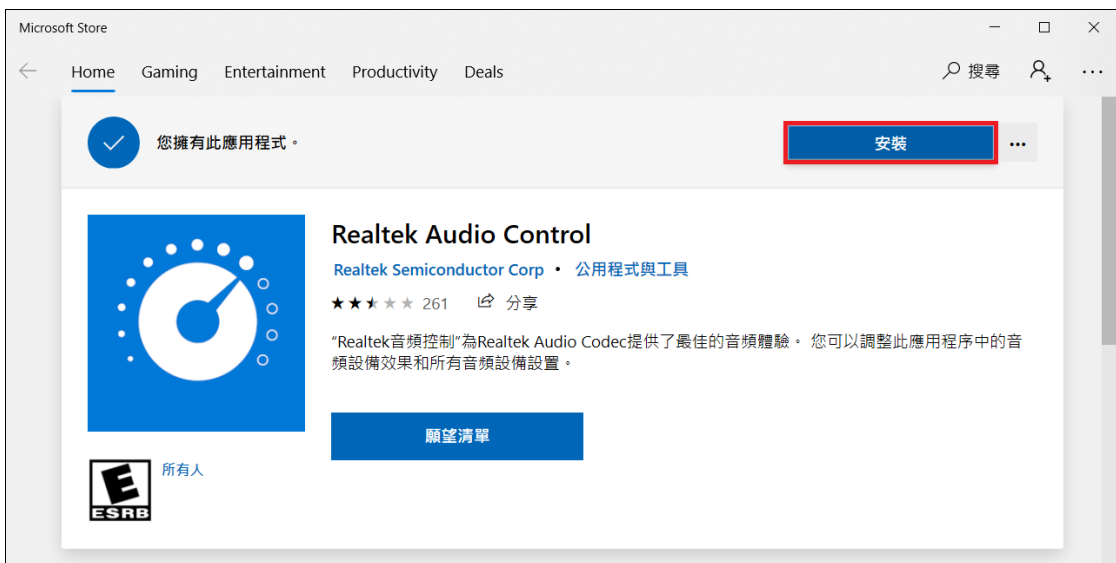 Microsoft Store
Home Gaming Entertainment Productivity Deals 搜尋
您擁有此應用程式。 安裝
Realtek Audio Control
Realtek Semiconductor Corp • 公用程式與工具
261 分享
“Realtek音頻控制”為Realtek Audio Codec提供了最佳的音頻體驗。 您可以調整此應用程序中的音
頻設備效果和所有音頻設備設置。
願望清單
所有人
E
ESRB